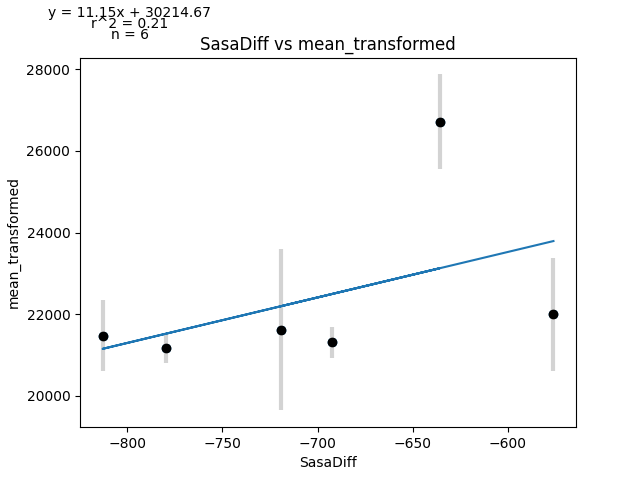 y = 11.15x + 30214.67
r^2 = 0.21
n = 6
SasaDiff vs mean_transformed
28000
26000
24000
22000
20000
mean_transformed
−800
−750
−700
−650
−600
SasaDiff